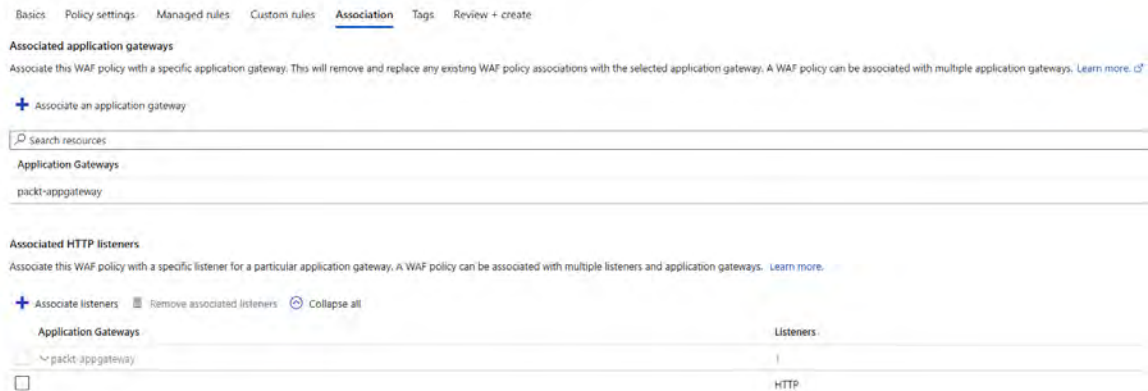 Basics Policy settings Managed rules Custom rules Association Tags Review + create
Associated application gateways
Associate this WAF policy with a specific application gateway. This will remove and replace any existing WAF policy associations with the selected application gateway. A WAF policy can be associated with multiple application gateways. Learn more.
+ Associate an application gateway
Search resources
Application Gateways
packt-appgateway
Associated HTTP listeners
Associate this WAF policy with a specific listener for a particular application gateway. A WAF policy can be associated with multiple listeners and application gateways. Learn more.
+ Associate listeners Remove associated listeners Collapse all
Application Gateways Listeners
packt-appgateway 1
HTTP